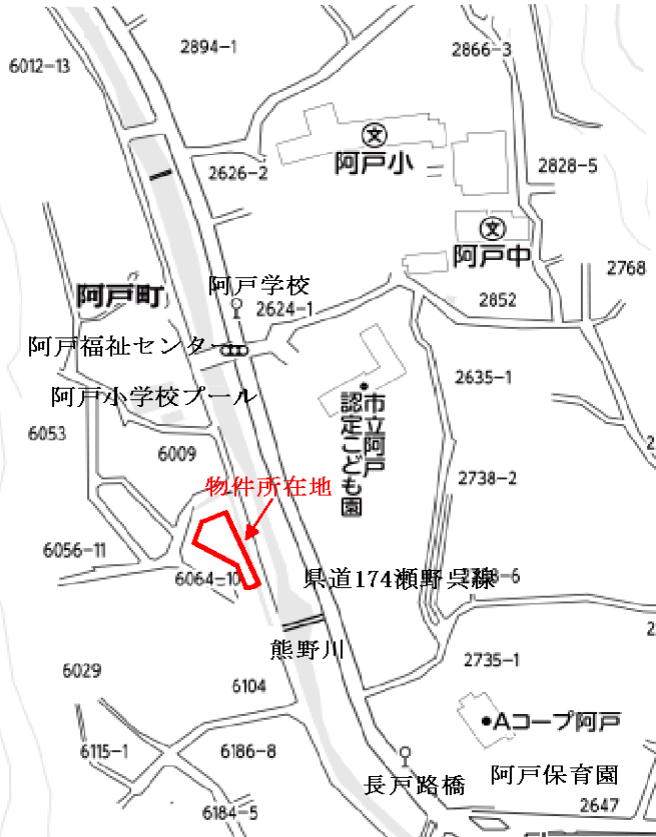 2894-1
2866-3
6012-13
文
阿戸小
2626-2
2828-5
文
阿戸中
2768
阿戸町
阿戸学校
2624-1
2852
阿戸福祉センター
阿戸小学校プール
2635-1
市立阿戸
認定こども園
6053
6009
2738-2
物件所在地
6056-11
6064-10
県道174瀬野呉線
熊野川
2735-1
6029
6104
Aコープ阿戸
6115-1
6186-8
長戸路橋
阿戸保育園
2647
6184-5